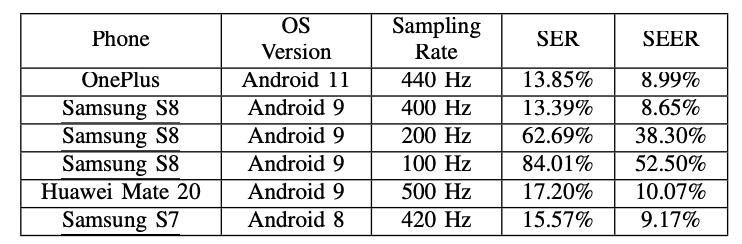 Phone OS Version Sampling Rate SER SEER
OnePlus Android 11 440 Hz 13.85% 8.99%
Samsung S8 Android 9 400 Hz 13.39% 8.65%
Samsung S8 Android 9 200 Hz 62.69% 38.30%
Samsung S8 Android 9 100 Hz 84.01% 52.50%
Huawei Mate 20 Android 9 500 Hz 17.20% 10.07%
Samsung S7 Android 8 420 Hz 15.57% 9.17%